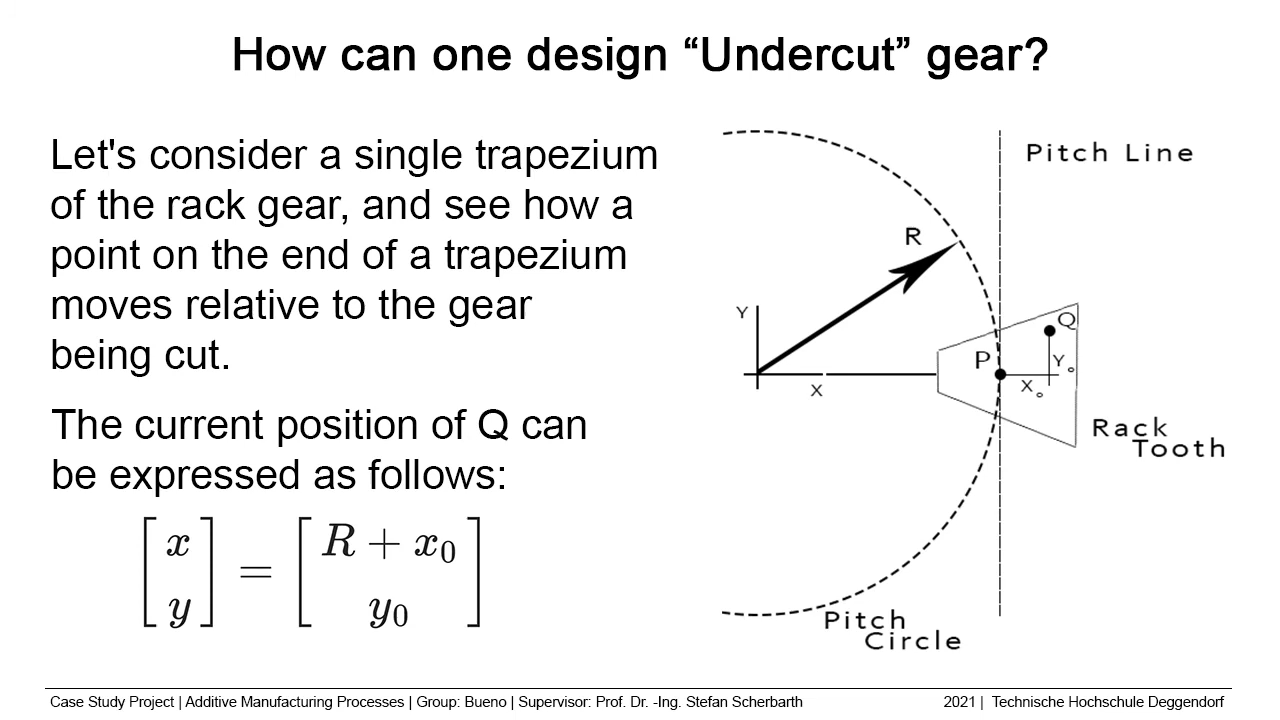 How can one design “Undercut” gear?
Let's consider a single trapezium
of the rack gear, and see how a
point on the end of a trapezium
moves relative to the gear
being cut.
The current position of Q can
be expressed as follows:
[x y] = [R + x₀ y₀]
Pitch Line
R
Y
Q
P
Y₀
X
X₀
Rack
Tooth
Pitch
Circle
Case Study Project | Additive Manufacturing Processes | Group: Bueno | Supervisor: Prof. Dr. -Ing. Stefan Scherbarth
2021 | Technische Hochschule Deggendorf